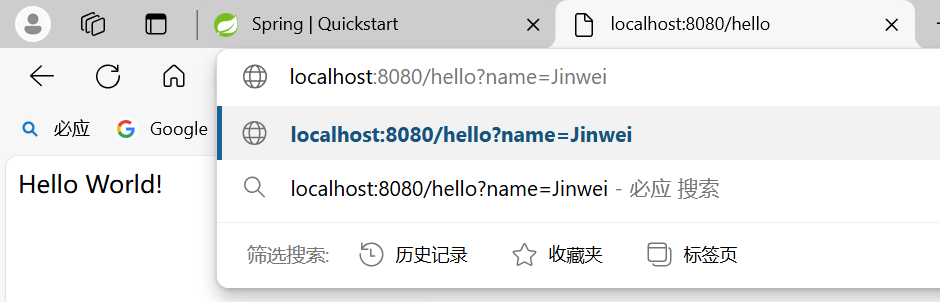 Spring | Quickstart
localhost:8080/hello
localhost:8080/hello?name=Jinwei
必应
Google
localhost:8080/hello?name=Jinwei
Hello World!
localhost:8080/hello?name=Jinwei - 必应 搜索
筛选搜索:
历史记录
收藏夹
标签页